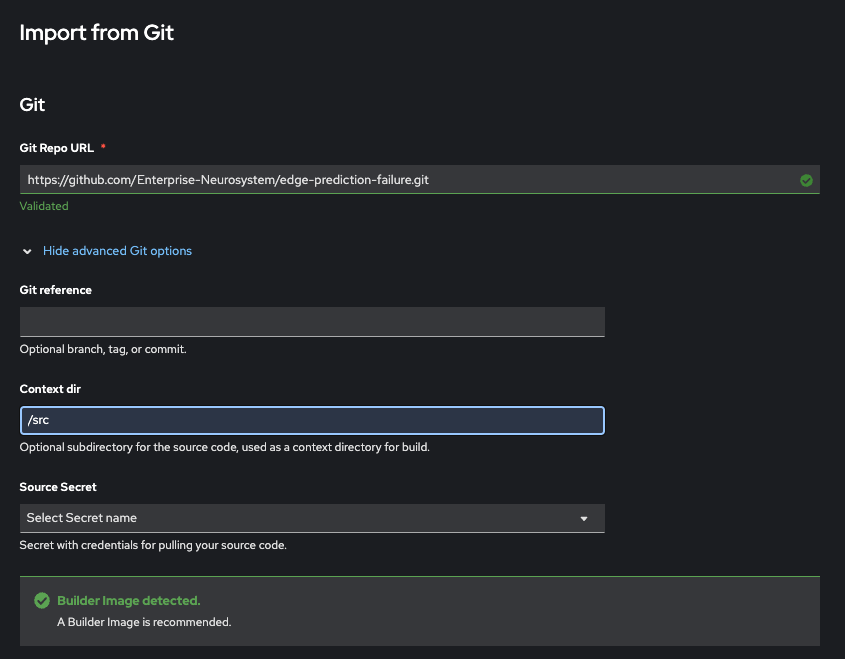 Import from Git
Git
Git Repo URL *
https://github.com/Enterprise-Neurosystem/edge-prediction-failure.git
Validated
Hide advanced Git options
Git reference
Optional branch, tag, or commit.
Context dir
/src
Optional subdirectory for the source code, used as a context directory for build.
Source Secret
Select Secret name
Secret with credentials for pulling your source code.
Builder Image detected.
A Builder Image is recommended.